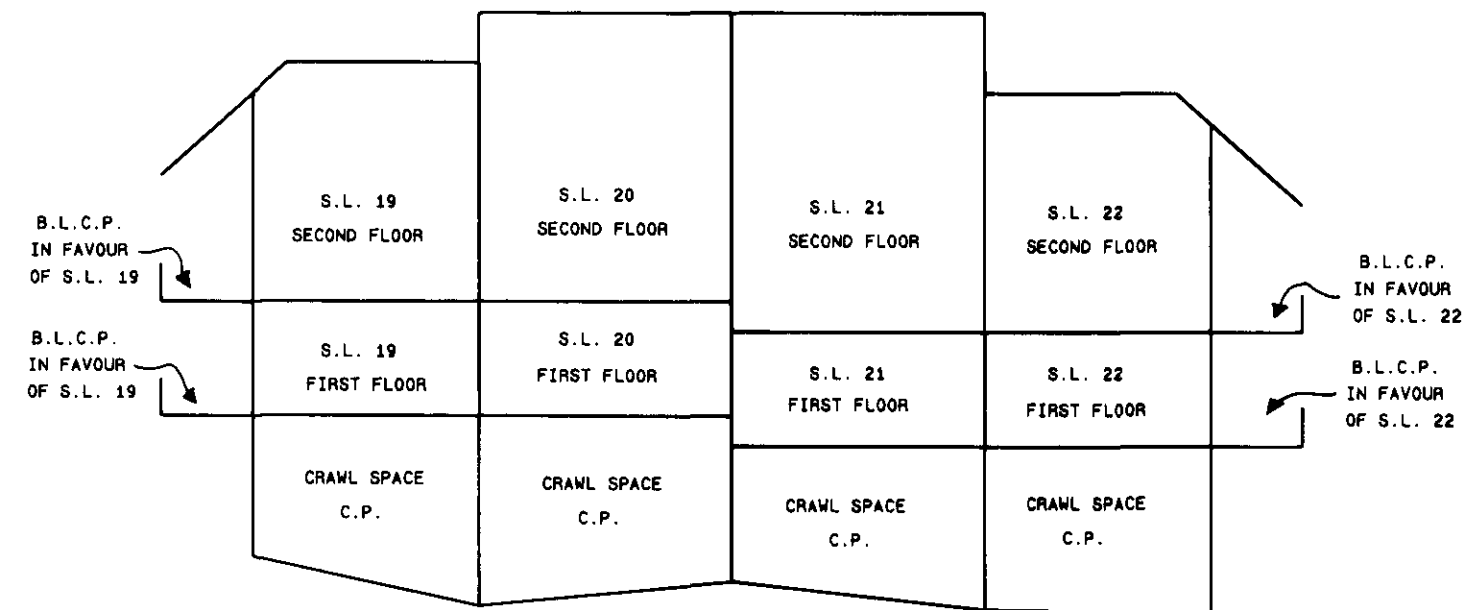 S.L. 19
SECOND FLOOR
S.L. 20
SECOND FLOOR
S.L. 21
SECOND FLOOR
S.L. 22
SECOND FLOOR
B.L.C.P.
IN FAVOUR
OF S.L. 19
B.L.C.P.
IN FAVOUR
OF S.L. 22
B.L.C.P.
IN FAVOUR
OF S.L. 19
S.L. 19
FIRST FLOOR
S.L. 20
FIRST FLOOR
S.L. 21
FIRST FLOOR
S.L. 22
FIRST FLOOR
B.L.C.P.
IN FAVOUR
OF S.L. 22
CRAWL SPACE
C.P.
CRAWL SPACE
C.P.
CRAWL SPACE
C.P.
CRAWL SPACE
C.P.